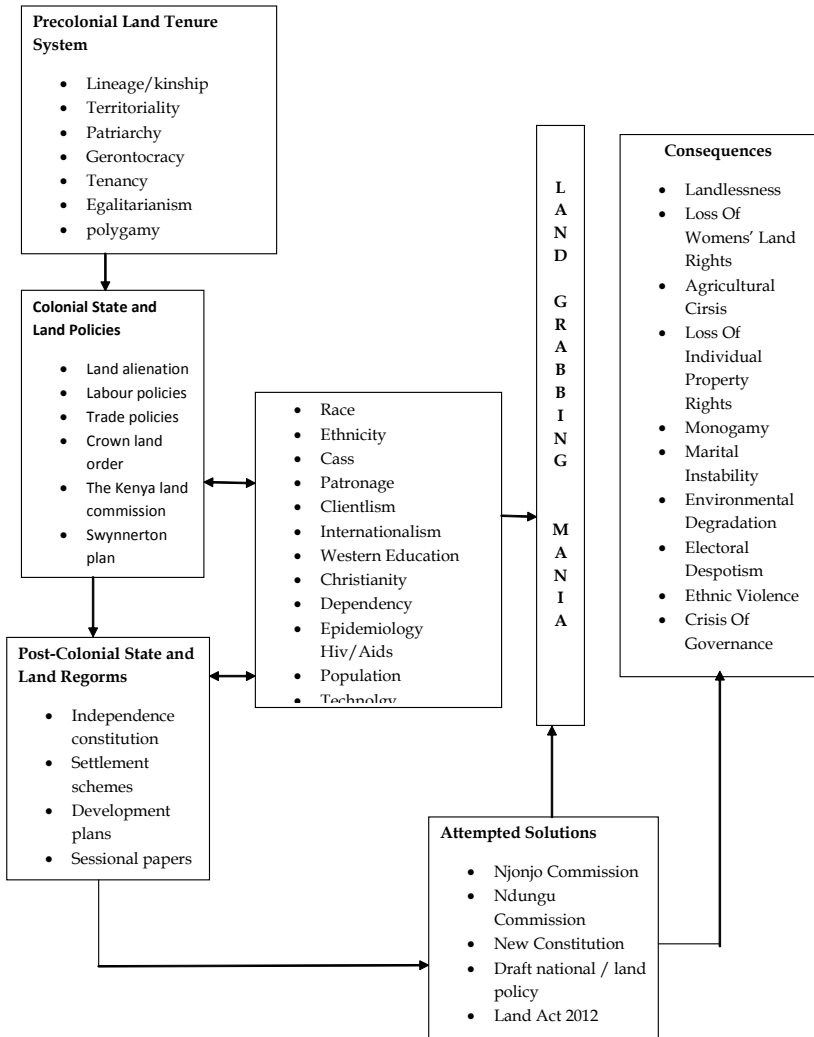 Precolonial Land Tenure
System
• Lineage/kinship
• Territoriality
• Patriarchy
• Gerontocracy
• Tenancy
• Egalitarianism
• polygamy
Colonial State and
Land Policies
• Land alienation
• Labour policies
• Trade policies
• Crown land
order
• The Kenya land
commission
• Swynnerton
plan
Post-Colonial State and
Land Regorms
• Independence
constitution
• Settlement
schemes
• Development
plans
• Sessional papers
• Race
• Ethnicity
• Cass
• Patronage
• Clientlism
• Internationalism
• Western Education
• Christianity
• Dependency
• Epidemiology
Hiv/Aids
• Population
• Technolgy
L
A
N
D
G
R
A
B
B
I
N
G
M
A
N
I
A
Consequences
• Landlessness
• Loss Of
Womens’ Land
Rights
• Agricultural
Cirsis
• Loss Of
Individual
Property
Rights
• Monogamy
• Marital
Instability
• Environmental
Degradation
• Electoral
Despotism
• Ethnic Violence
• Crisis Of
Governance
Attempted Solutions
• Njonjo Commission
• Ndungu
Commission
• New Constitution
• Draft national / land
policy
• Land Act 2012